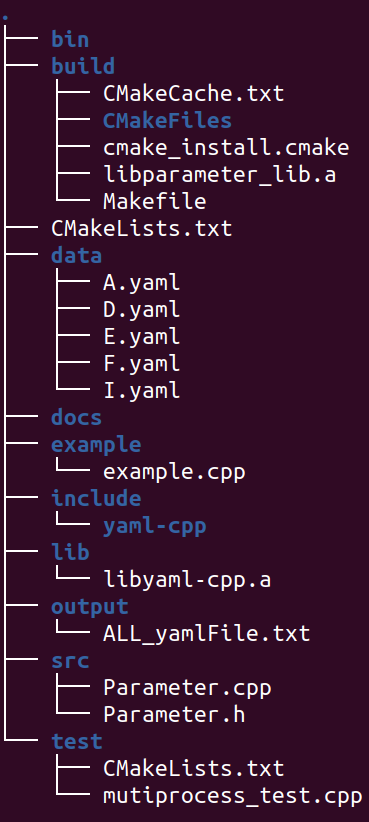 .
bin
build
CMakeCache.txt
CMakeFiles
cmake_install.cmake
libparameter_lib.a
Makefile
CMakeLists.txt
data
A.yaml
D.yaml
E.yaml
F.yaml
I.yaml
docs
example
example.cpp
include
yaml-cpp
lib
libyaml-cpp.a
output
ALL_yamlFile.txt
src
Parameter.cpp
Parameter.h
test
CMakeLists.txt
mutiprocess_test.cpp